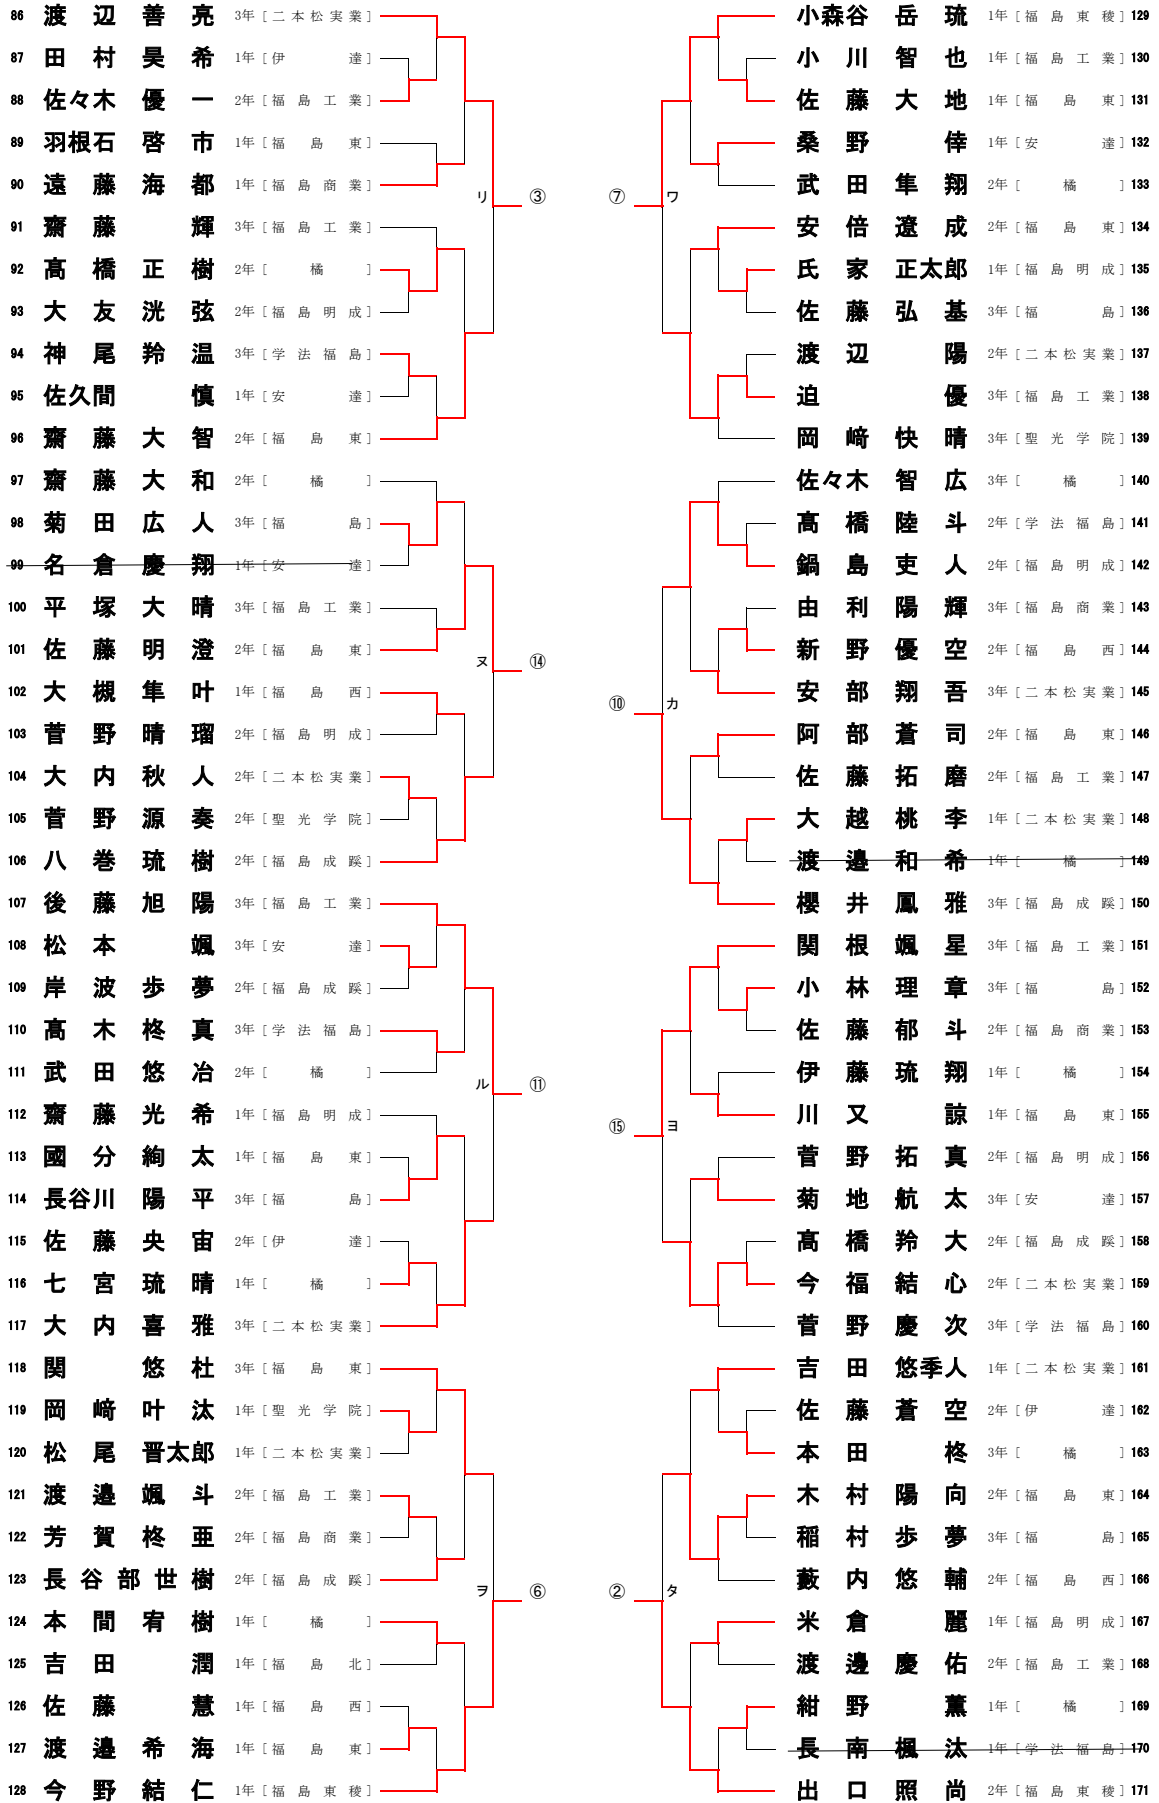 86 渡辺善亮 3年 [二本松実業]
87 田村昊希 1年 [伊達]
88 佐々木優一 2年 [福島工業]
89 羽根石啓市 1年 [福島東]
90 遠藤海都 1年 [福島商業]
リ ③
91 齋藤輝 3年 [福島工業]
92 髙橋正樹 2年 [橘]
93 大友洸弦 2年 [福島明成]
94 神尾羚温 3年 [学法福島]
95 佐久間慎 1年 [安達]
96 齋藤大智 2年 [福島東]
97 齋藤大和 2年 [橘]
98 菊田広人 3年 [福島]
99 名倉慶翔 1年 [安達]
100 平塚大晴 3年 [福島工業]
101 佐藤明澄 2年 [福島東]
ヌ ⑭
102 大槻隼叶 1年 [福島西]
103 菅野晴瑠 2年 [福島明成]
104 大内秋人 2年 [二本松実業]
105 菅野源奏 2年 [聖光学院]
106 八巻琉樹 2年 [福島成蹊]
107 後藤旭陽 3年 [福島工業]
108 松本颯 3年 [安達]
109 岸波歩夢 2年 [福島成蹊]
110 髙木柊真 3年 [学法福島]
111 武田悠冶 2年 [橘]
ル ⑪
112 齋藤光希 1年 [福島明成]
113 國分絢太 1年 [福島東]
114 長谷川陽平 3年 [福島]
115 佐藤央宙 2年 [伊達]
116 七宮琉晴 1年 [橘]
117 大内喜雅 3年 [二本松実業]
118 関悠杜 3年 [福島東]
119 岡﨑叶汰 1年 [聖光学院]
120 松尾晋太郎 1年 [二本松実業]
121 渡邉颯斗 2年 [福島工業]
122 芳賀柊亜 2年 [福島商業]
123 長谷部世樹 2年 [福島成蹊]
ヲ ⑥
124 本間宥樹 1年 [橘]
125 吉田潤 1年 [福島北]
126 佐藤慧 1年 [福島西]
127 渡邉希海 1年 [福島東]
128 今野結仁 1年 [福島東稜]
小森谷岳琉 1年 [福島東稜] 129
小川智也 1年 [福島工業] 130
佐藤大地 1年 [福島東] 131
桑野倖 1年 [安達] 132
武田隼翔 2年 [橘] 133
⑦ ワ
安倍遼成 2年 [福島東] 134
氏家正太郎 1年 [福島明成] 135
佐藤弘基 3年 [福島] 136
渡辺陽 2年 [二本松実業] 137
迫優 3年 [福島工業] 138
岡﨑快晴 3年 [聖光学院] 139
佐々木智広 3年 [橘] 140
髙橋陸斗 2年 [学法福島] 141
鍋島吏人 2年 [福島明成] 142
由利陽輝 3年 [福島商業] 143
新野優空 2年 [福島西] 144
安部翔吾 3年 [二本松実業] 145
⑩ カ
阿部蒼司 2年 [福島東] 146
佐藤拓磨 2年 [福島工業] 147
大越桃李 1年 [二本松実業] 148
渡邉和希 1年 [橘] 149
櫻井鳳雅 3年 [福島成蹊] 150
関根颯星 3年 [福島工業] 151
小林理章 3年 [福島] 152
佐藤郁斗 2年 [福島商業] 153
伊藤琉翔 1年 [橘] 154
川又諒 1年 [福島東] 155
⑮ ヨ
菅野拓真 2年 [福島明成] 156
菊地航太 3年 [安達] 157
髙橋羚大 2年 [福島成蹊] 158
今福結心 2年 [二本松実業] 159
菅野慶次 3年 [学法福島] 160
吉田悠季人 1年 [二本松実業] 161
佐藤蒼空 2年 [伊達] 162
本田柊 3年 [橘] 163
木村陽向 2年 [福島東] 164
稲村歩夢 3年 [福島] 165
藪内悠輔 2年 [福島西] 166
② タ
米倉麗 1年 [福島明成] 167
渡邊慶佑 2年 [福島工業] 168
紺野薫 1年 [橘] 169
長南楓汰 1年 [学法福島] 170
出口照尚 2年 [福島東稜] 171